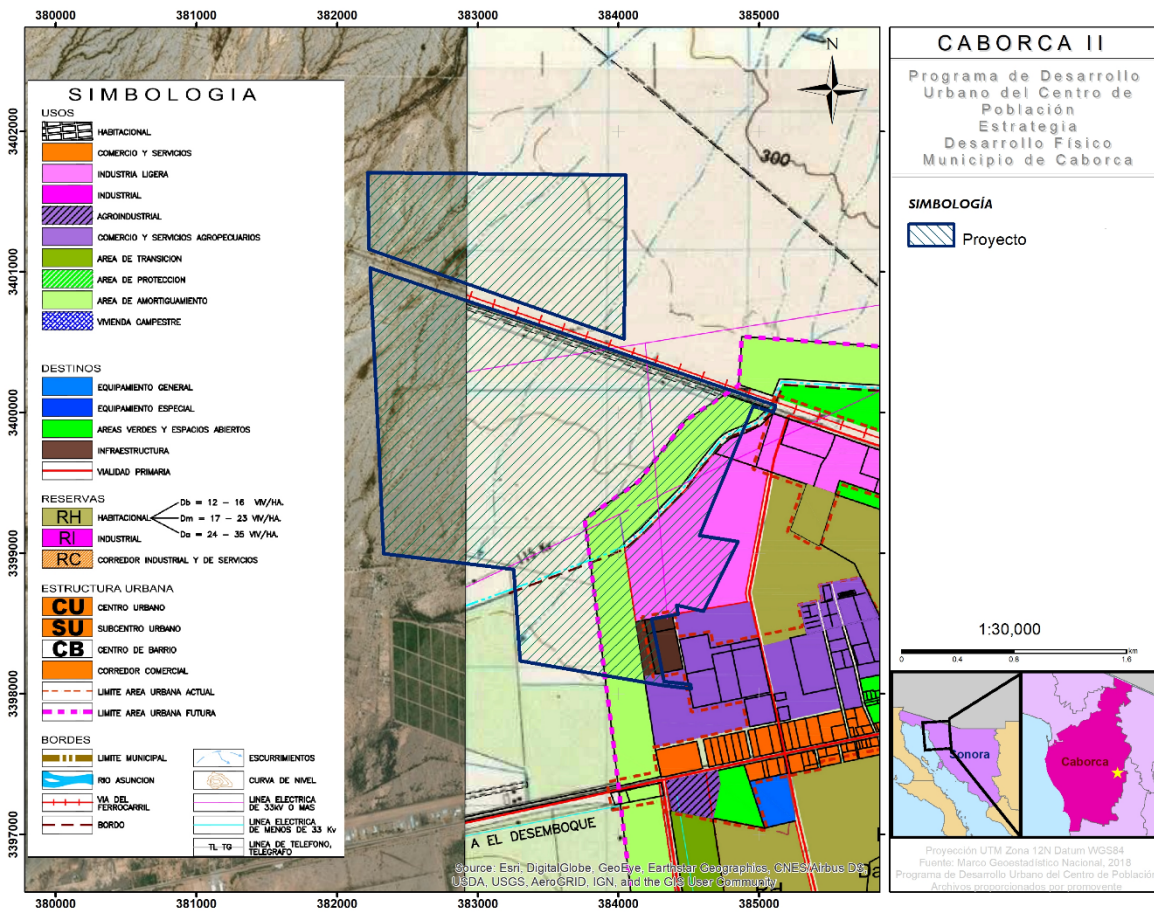 380000 381000 382000 383000 384000 385000
3402000
3401000
3400000
3399000
3398000
3397000
SIMBOLOGIA
USOS
HABITACIONAL
COMERCIO Y SERVICIOS
INDUSTRIA LIGERA
INDUSTRIAL
AGROINDUSTRIAL
COMERCIO Y SERVICIOS AGROPECUARIOS
AREA DE TRANSICION
AREA DE PROTECCION
AREA DE AMORTIGUAMIENTO
VIVIENDA CAMPESTRE
DESTINOS
EQUIPAMIENTO GENERAL
EQUIPAMIENTO ESPECIAL
AREAS VERDES Y ESPACIOS ABIERTOS
INFRAESTRUCTURA
VIALIDAD PRIMARIA
RESERVAS
RH HABITACIONAL
Db = 12 - 16 VIV/HA.
Dm = 17 - 23 VIV/HA.
Da = 24 - 35 VIV/HA.
RI INDUSTRIAL
RC CORREDOR INDUSTRIAL Y DE SERVICIOS
ESTRUCTURA URBANA
CU CENTRO URBANO
SU SUBCENTRO URBANO
CB CENTRO DE BARRIO
CORREDOR COMERCIAL
LIMITE AREA URBANA ACTUAL
LIMITE AREA URBANA FUTURA
BORDES
LIMITE MUNICIPAL
RIO ASUNCION
VIA DEL
FERROCARRIL
BORDO
ESCURRIMIENTOS
CURVA DE NIVEL
LINEA ELECTRICA
DE 33KV O MAS
LINEA ELECTRICA
DE MENOS DE 33 Kv
TL TG LINEA DE TELEFONO,
TELEGRAFO
N
300
115 Kv
A EL DESEMBOQUE
Source: Esri, DigitalGlobe, GeoEye, Earthstar Geographics, CNES/Airbus DS,
USDA, USGS, AeroGRID, IGN, and the GIS User Community
380000 381000 382000 383000 384000 385000
CABORCA II
Programa de Desarrollo
Urbano del Centro de
Población
Estrategia
Desarrollo Físico
Municipio de Caborca
SIMBOLOGÍA
Proyecto
1:30,000
0 0.4 0.8 1.6 km
Sonora
Caborca
Proyección UTM Zona 12N Datum WGS84
Fuente: Marco Geoestadístico Nacional, 2018
Programa de Desarrollo Urbano del Centro de Población
Archivos proporcionados por promovente